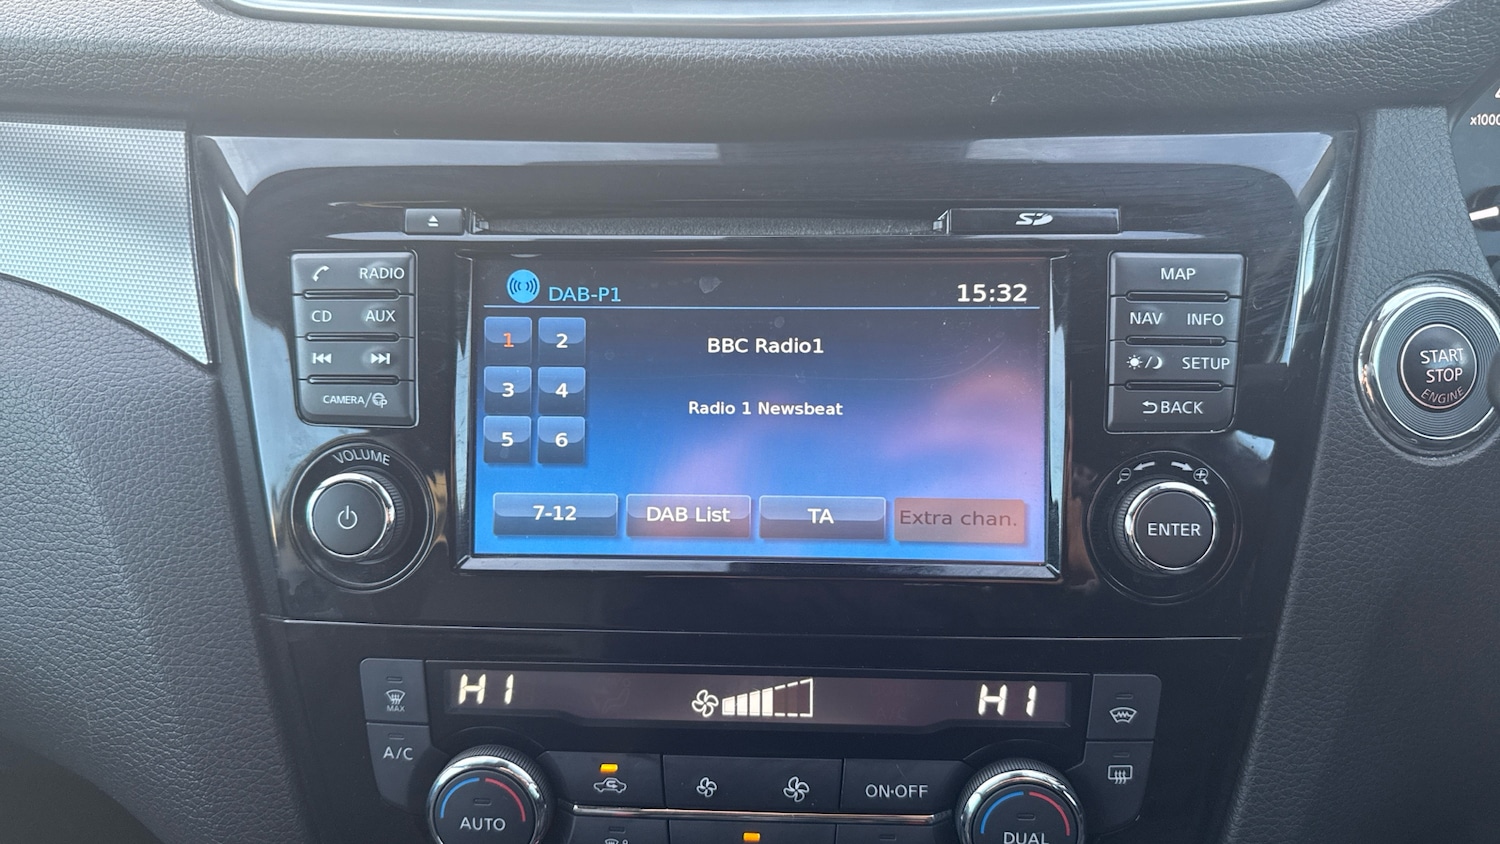 x1000
SD
RADIO
CD AUX
CAMERA/
VOLUME
DAB-P1 15:32
1 2
3 4
5 6
BBC Radio1
Radio 1 Newsbeat
7-12 DAB List TA Extra chan.
MAP
NAV INFO
/ SETUP
BACK
ENTER
START
STOP
ENGINE
HI HI
MAX
A/C
AUTO
ON·OFF
DUAL